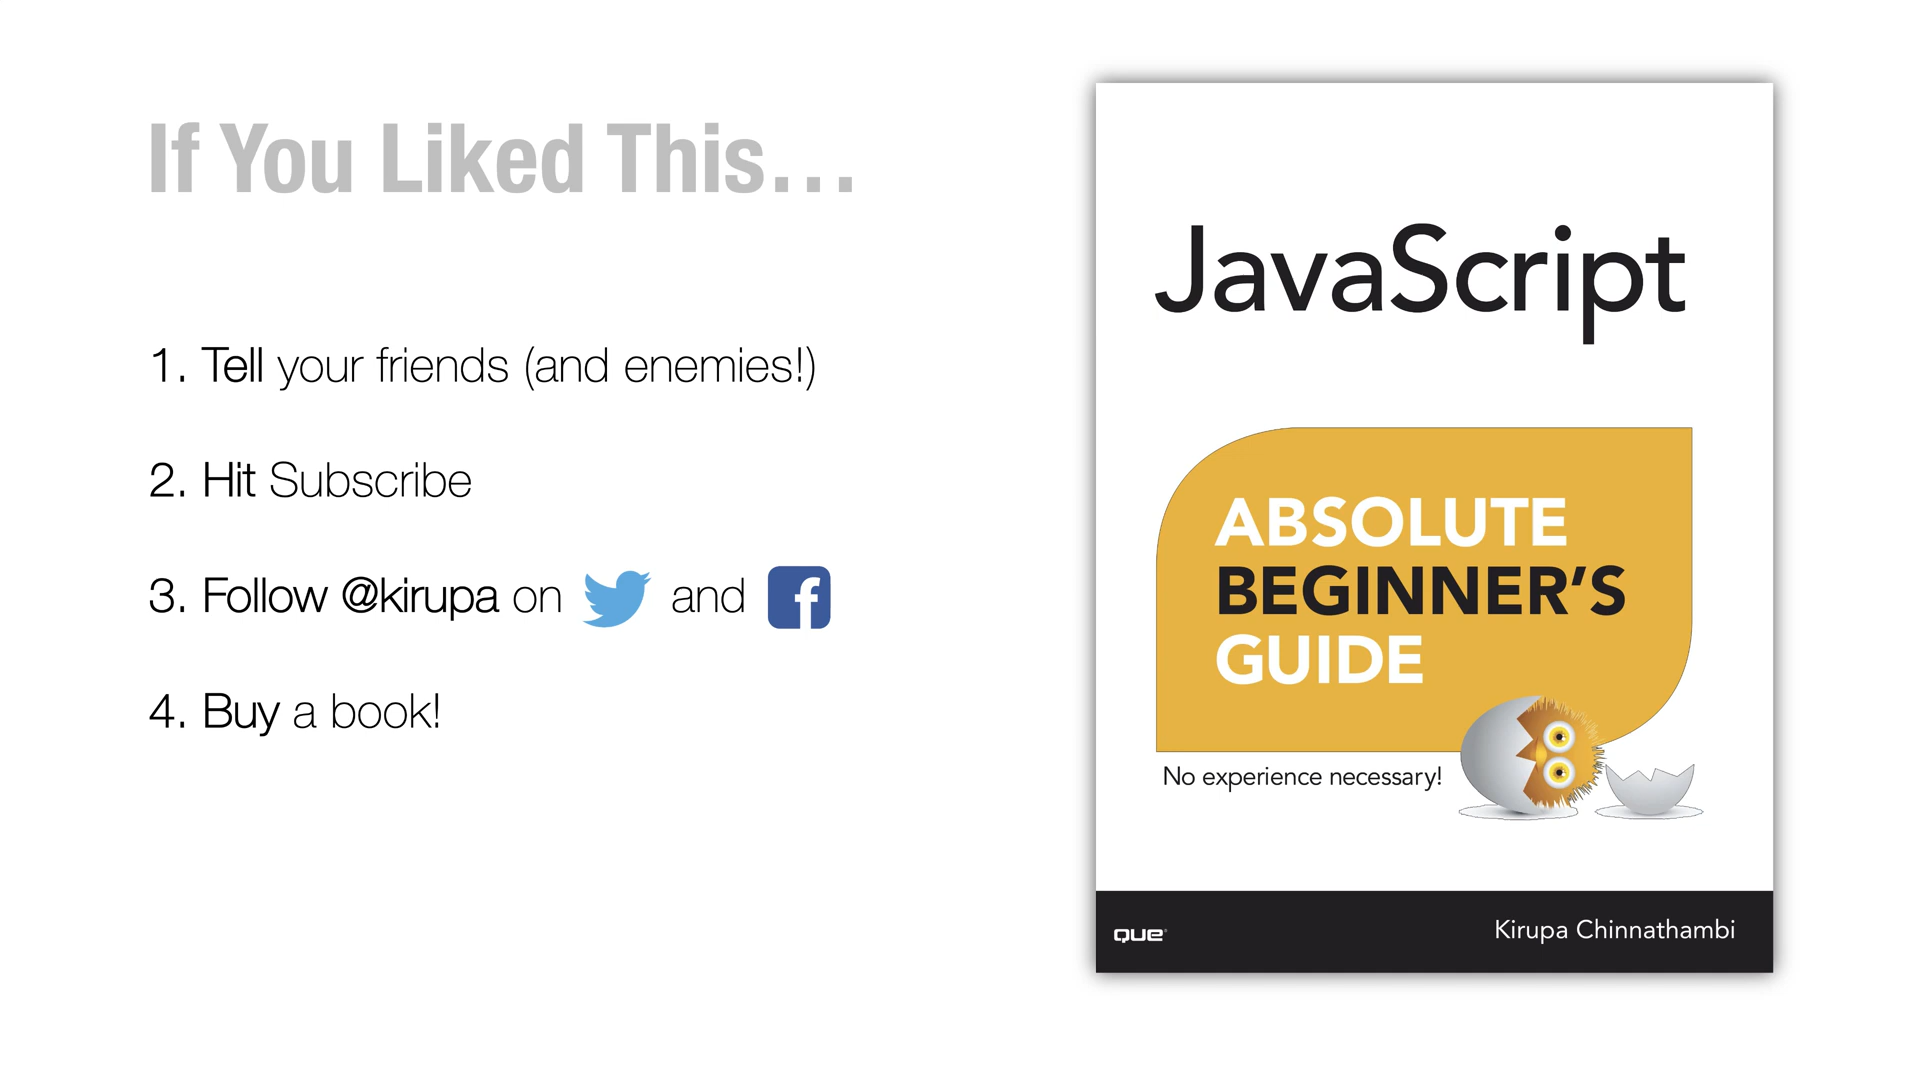 If You Liked This…
1. Tell your friends (and enemies!)
2. Hit Subscribe
3. Follow @kirupa on and
4. Buy a book!
JavaScript
ABSOLUTE
BEGINNER’S
GUIDE
No experience necessary!
que®
Kirupa Chinnathambi